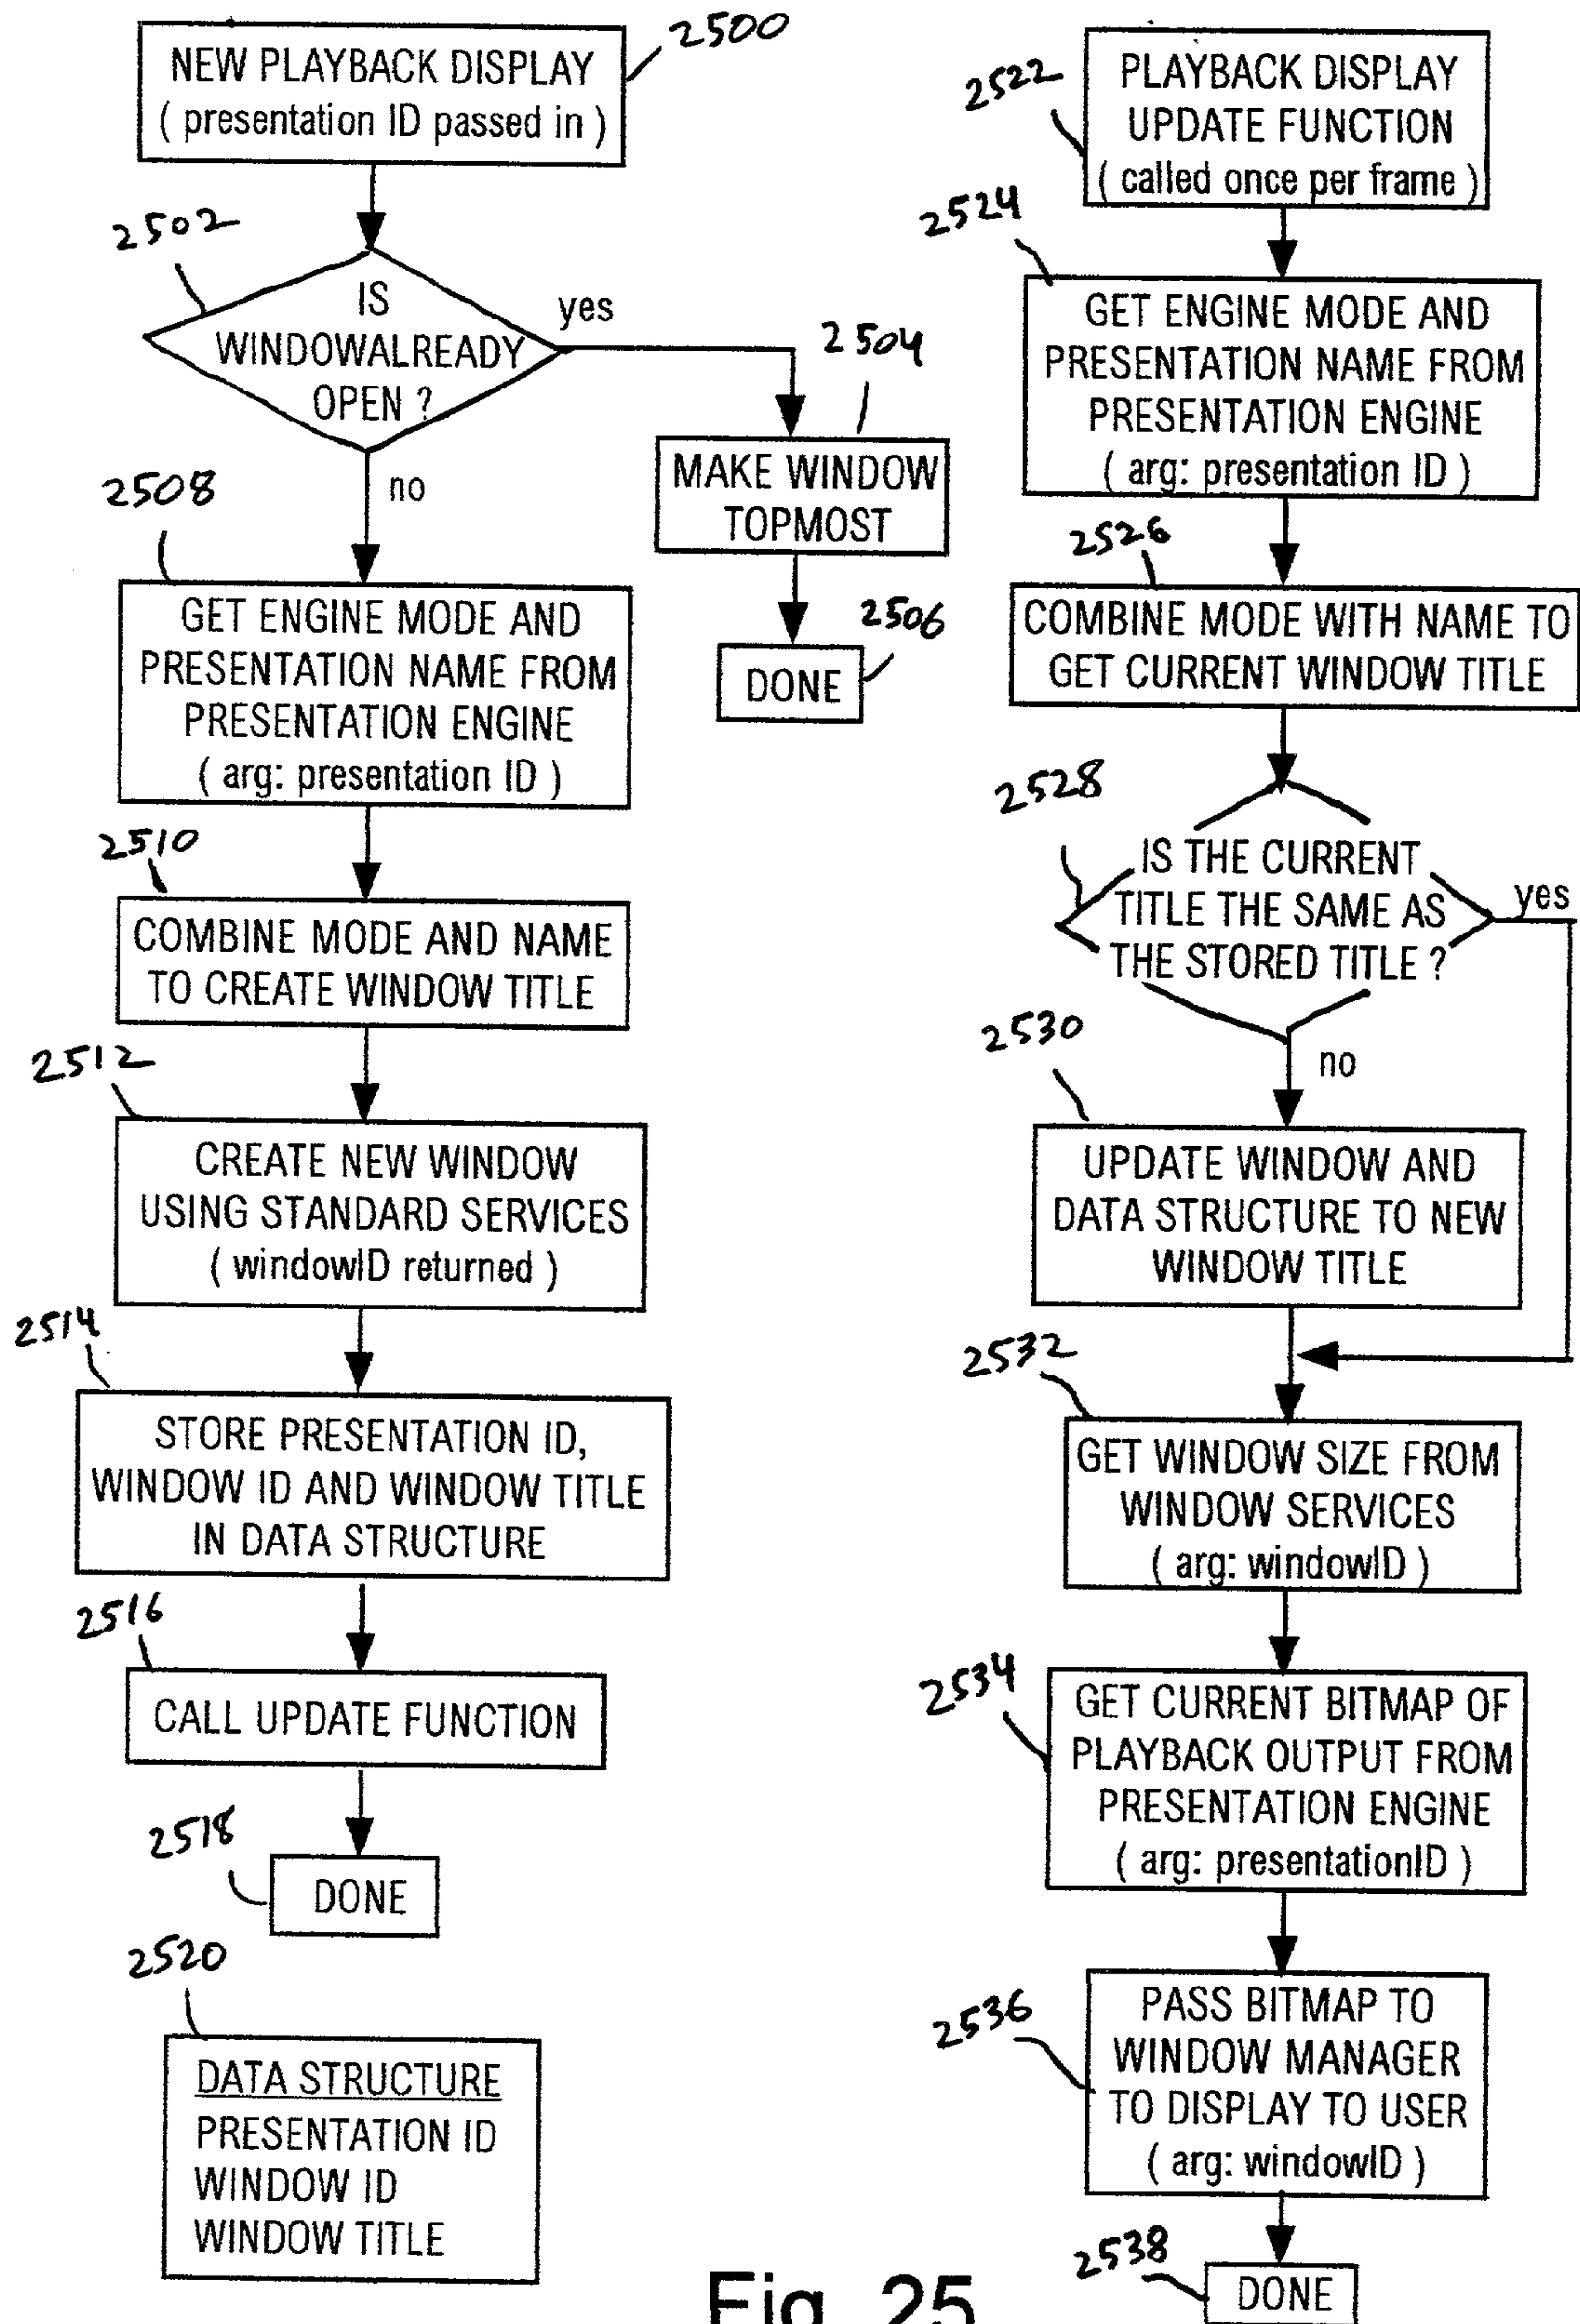 2500
NEW PLAYBACK DISPLAY
( presentation ID passed in )
2502
IS
WINDOWALREADY
OPEN ?
yes
no
2504
MAKE WINDOW
TOPMOST
2506
DONE
2508
GET ENGINE MODE AND
PRESENTATION NAME FROM
PRESENTATION ENGINE
( arg: presentation ID )
2510
COMBINE MODE AND NAME
TO CREATE WINDOW TITLE
2512
CREATE NEW WINDOW
USING STANDARD SERVICES
( windowID returned )
2514
STORE PRESENTATION ID,
WINDOW ID AND WINDOW TITLE
IN DATA STRUCTURE
2516
CALL UPDATE FUNCTION
2518
DONE
2520
DATA STRUCTURE
PRESENTATION ID
WINDOW ID
WINDOW TITLE
2522
PLAYBACK DISPLAY
UPDATE FUNCTION
( called once per frame )
2524
GET ENGINE MODE AND
PRESENTATION NAME FROM
PRESENTATION ENGINE
( arg: presentation ID )
2526
COMBINE MODE WITH NAME TO
GET CURRENT WINDOW TITLE
2528
IS THE CURRENT
TITLE THE SAME AS
THE STORED TITLE ?
yes
no
2530
UPDATE WINDOW AND
DATA STRUCTURE TO NEW
WINDOW TITLE
2532
GET WINDOW SIZE FROM
WINDOW SERVICES
( arg: windowID )
2534
GET CURRENT BITMAP OF
PLAYBACK OUTPUT FROM
PRESENTATION ENGINE
( arg: presentationID )
2536
PASS BITMAP TO
WINDOW MANAGER
TO DISPLAY TO USER
( arg: windowID )
2538
DONE
Fig. 25